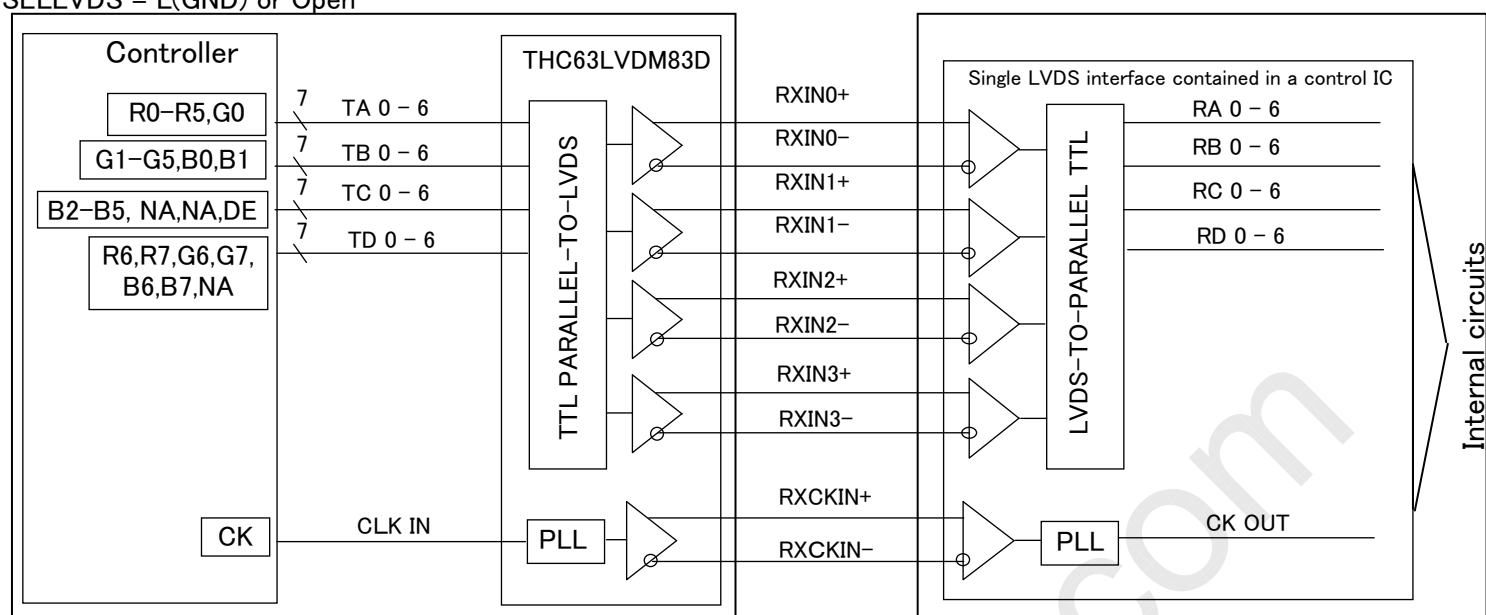 SELLVDS = L(GND) or Open
Controller
THC63LVDM83D
Single LVDS interface contained in a control IC
R0-R5,G0
7
TA 0 - 6
RXIN0+
RA 0 - 6
RXIN0-
G1-G5,B0,B1
7
TB 0 - 6
RB 0 - 6
RXIN1+
B2-B5, NA,NA,DE
7
TC 0 - 6
RC 0 - 6
RXIN1-
R6,R7,G6,G7,
B6,B7,NA
7
TD 0 - 6
RD 0 - 6
RXIN2+
RXIN2-
RXIN3+
RXIN3-
TTL PARALLEL-TO-LVDS
LVDS-TO-PARALLEL TTL
Internal circuits
CK
CLK IN
PLL
RXCKIN+
RXCKIN-
PLL
CK OUT
com